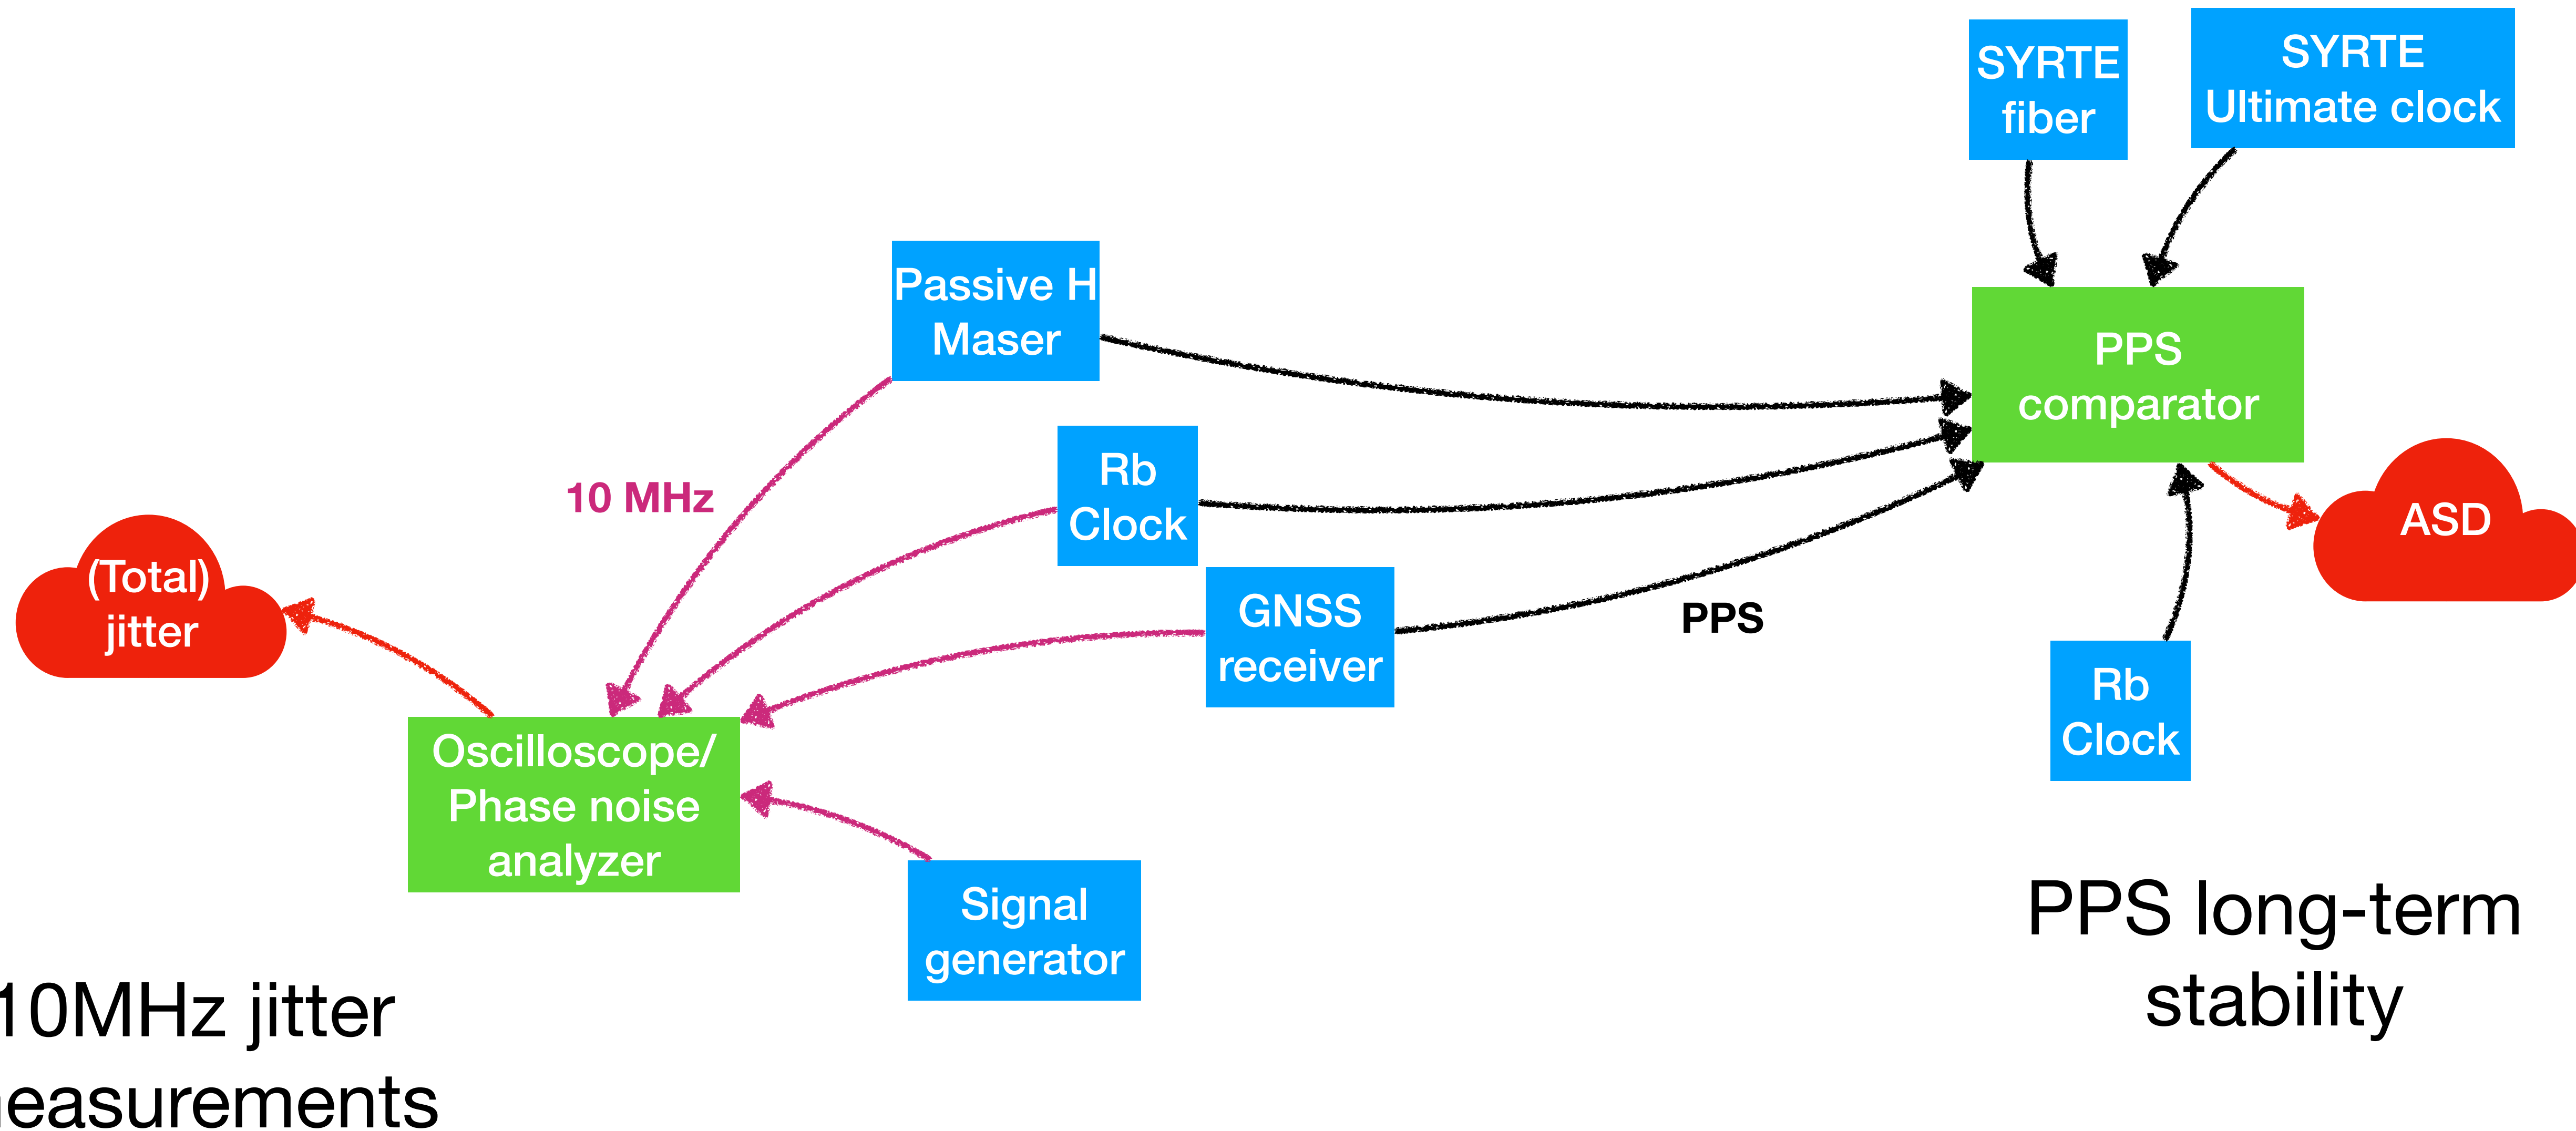 SYRTE
fiber
SYRTE
Ultimate clock
Passive H
Maser
PPS
comparator
10 MHz
Rb
Clock
ASD
(Total)
jitter
GNSS
receiver
PPS
Rb
Clock
Oscilloscope/
Phase noise
analyzer
Signal
generator
PPS long-term
stability
10MHz jitter
easurements